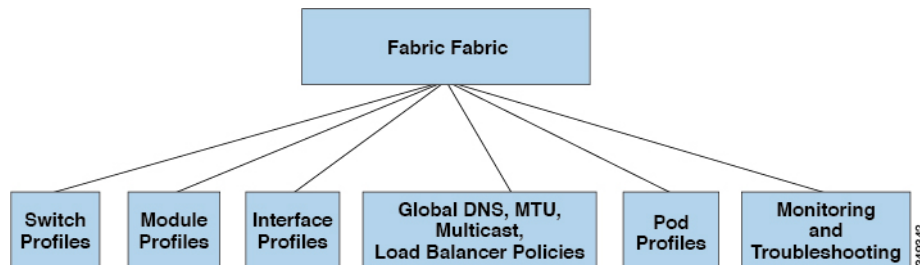 Fabric Fabric
Switch
Profiles
Module
Profiles
Interface
Profiles
Global DNS, MTU,
Multicast,
Load Balancer Policies
Pod
Profiles
Monitoring
and
Troubleshooting